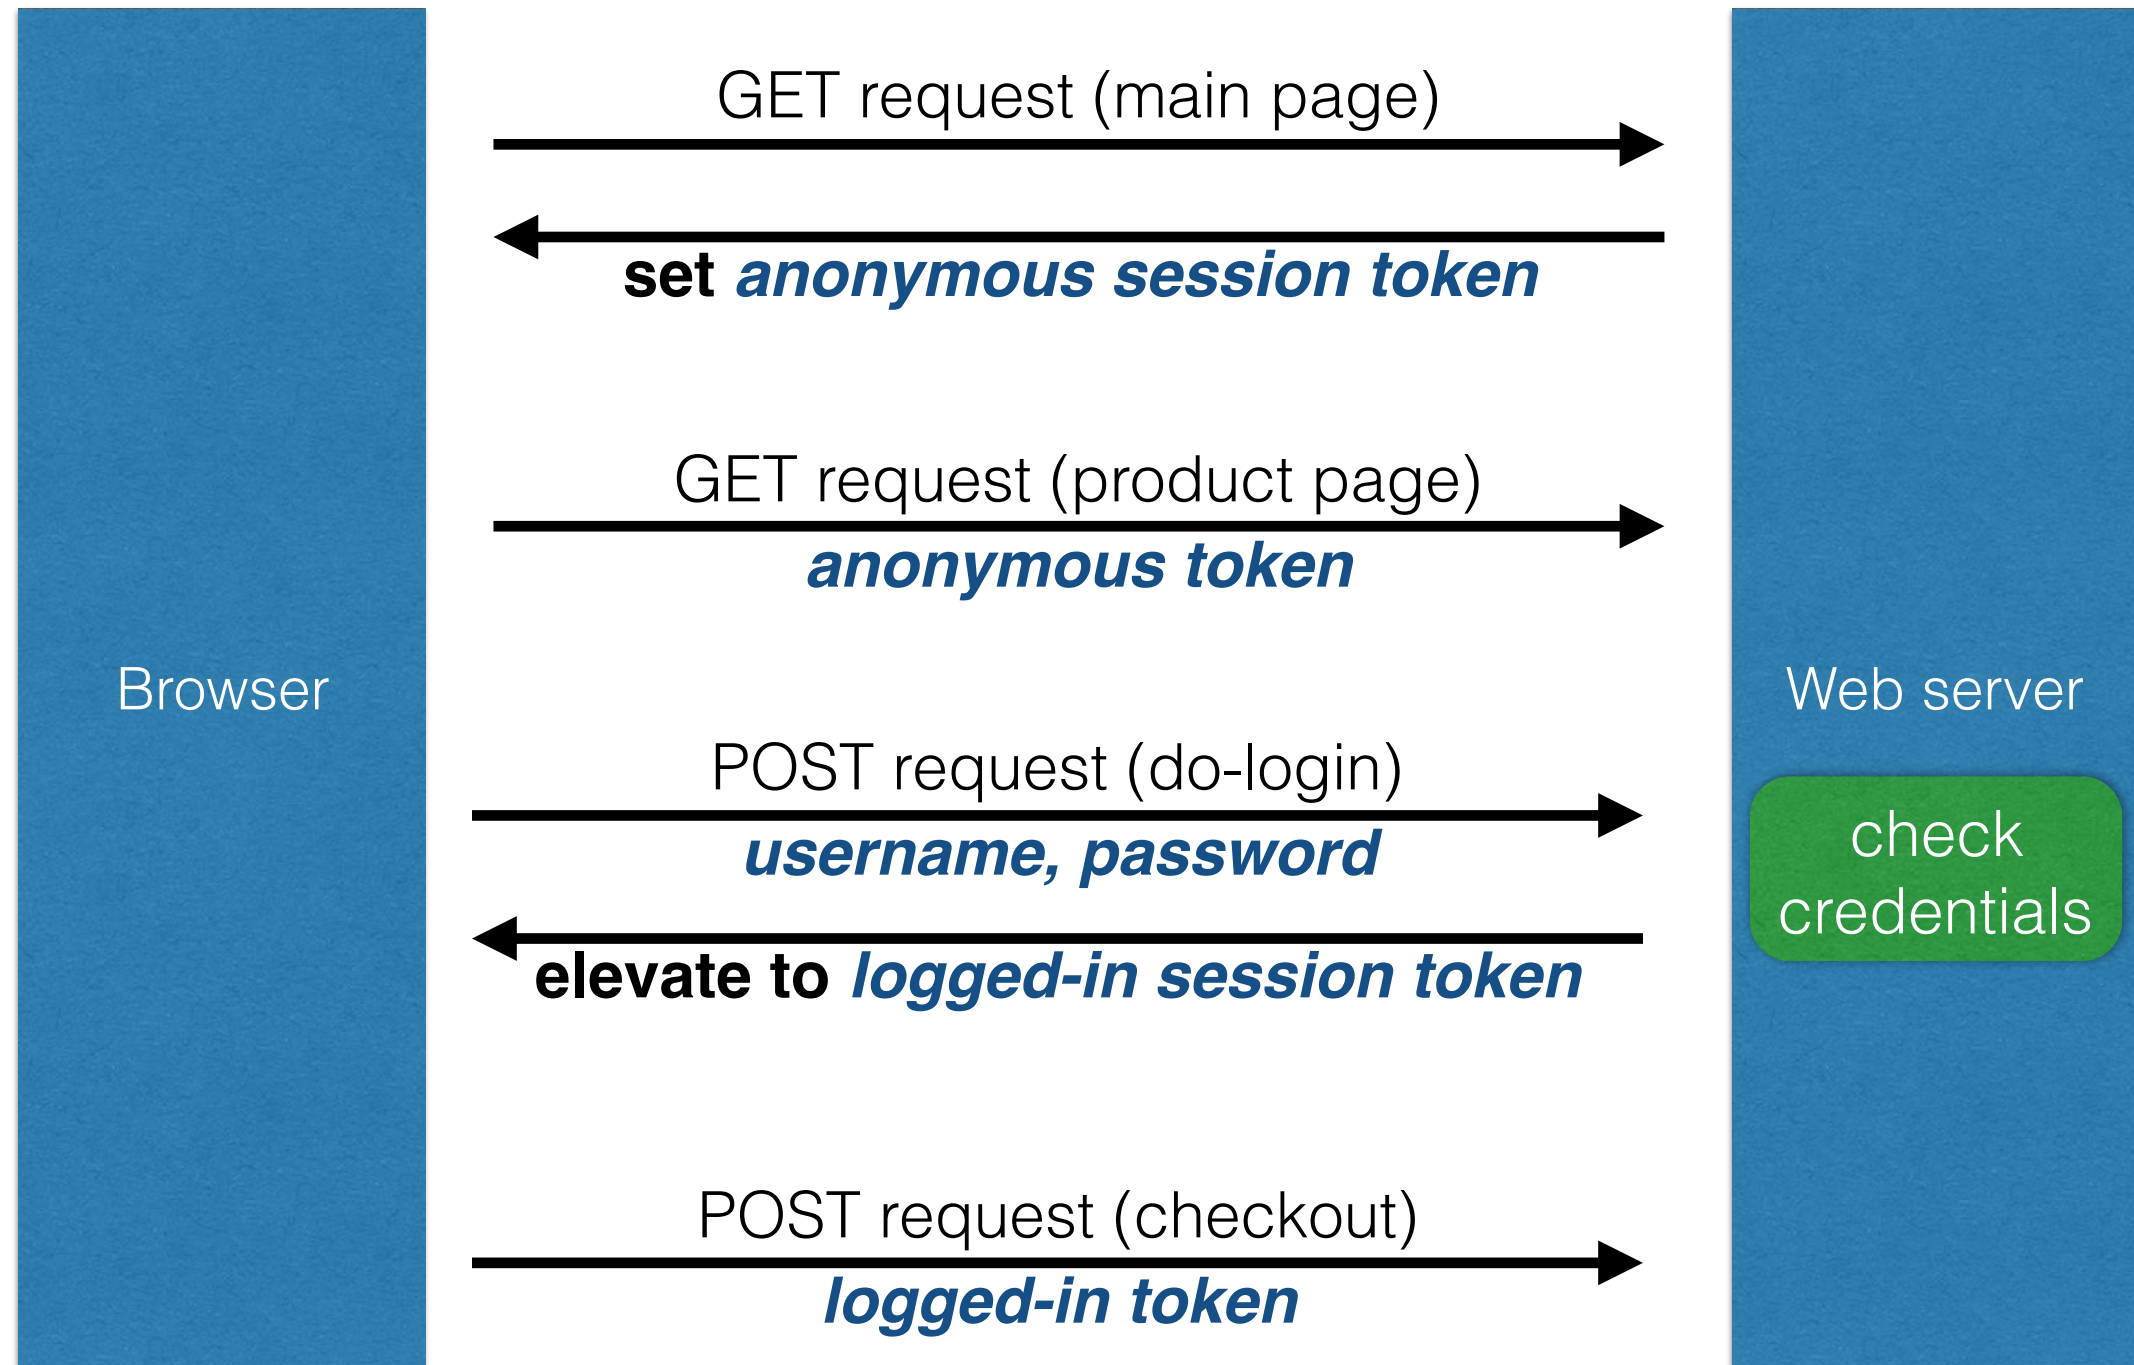 GET request (main page)
set anonymous session token
GET request (product page)
anonymous token
Browser
Web server
POST request (do-login)
username, password
check
credentials
elevate to logged-in session token
POST request (checkout)
logged-in token